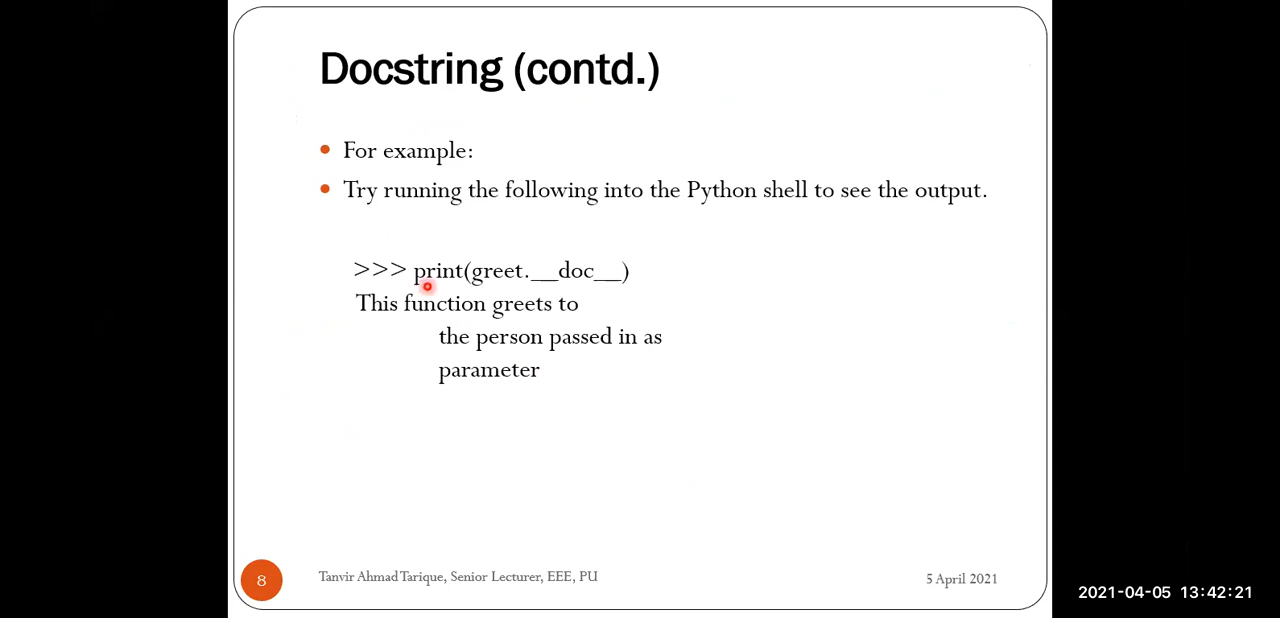 Docstring (contd.)
For example:
Try running the following into the Python shell to see the output.
>>> print(greet.__doc__)
This function greets to
the person passed in as
parameter
8
Tanvir Ahmad Tarique, Senior Lecturer, EEE, PU
5 April 2021
2021-04-05 13:42:21